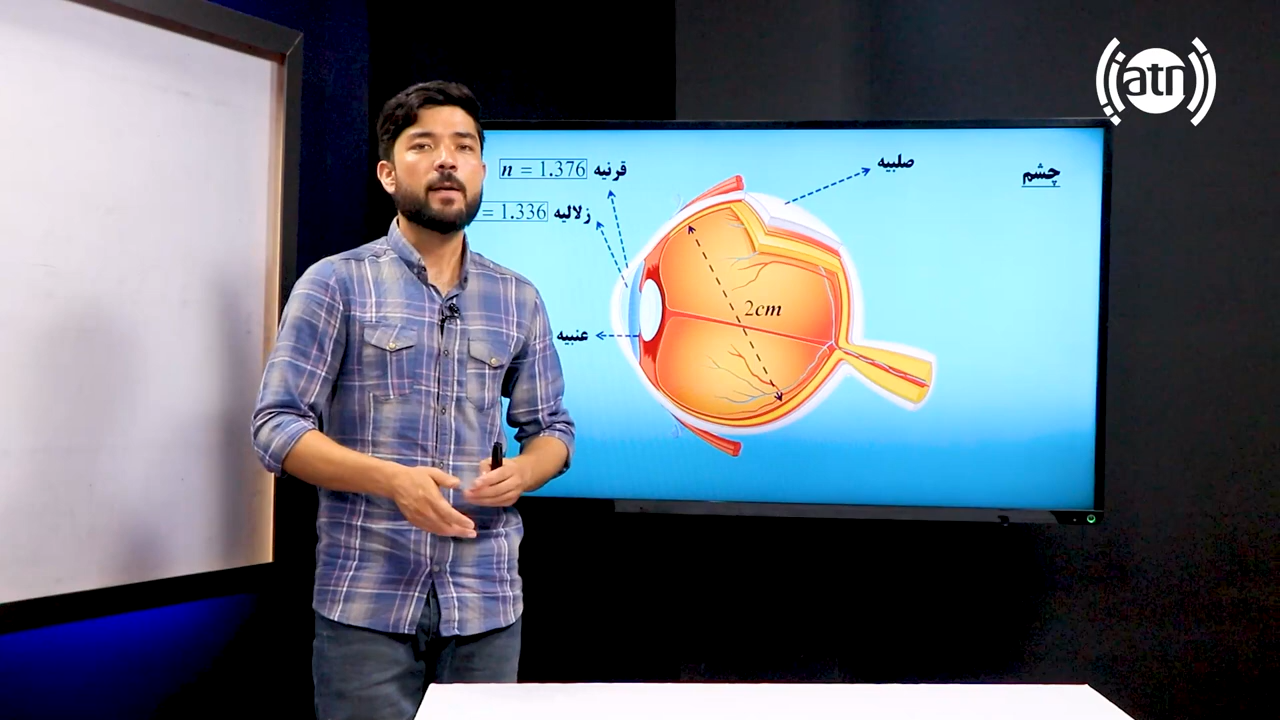 atn
چشم
صلبیه
قرنیه n = 1.376
زلالیه = 1.336
2cm
عنبیه